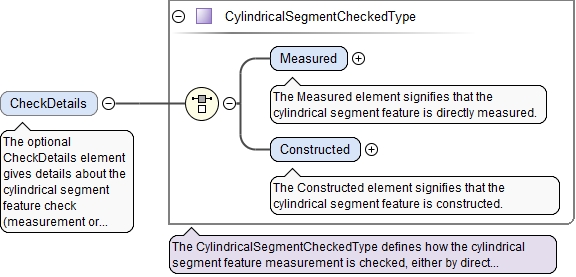 CylindricalSegmentCheckedType
Measured
The Measured element signifies that the
cylindrical segment feature is directly measured.
CheckDetails
The optional
CheckDetails element
gives details about the
cylindrical segment
feature check
(measurement or...
Constructed
The Constructed element signifies that the
cylindrical segment feature is constructed.
The CylindricalSegmentCheckedType defines how the cylindrical
segment feature measurement is checked, either by direct...